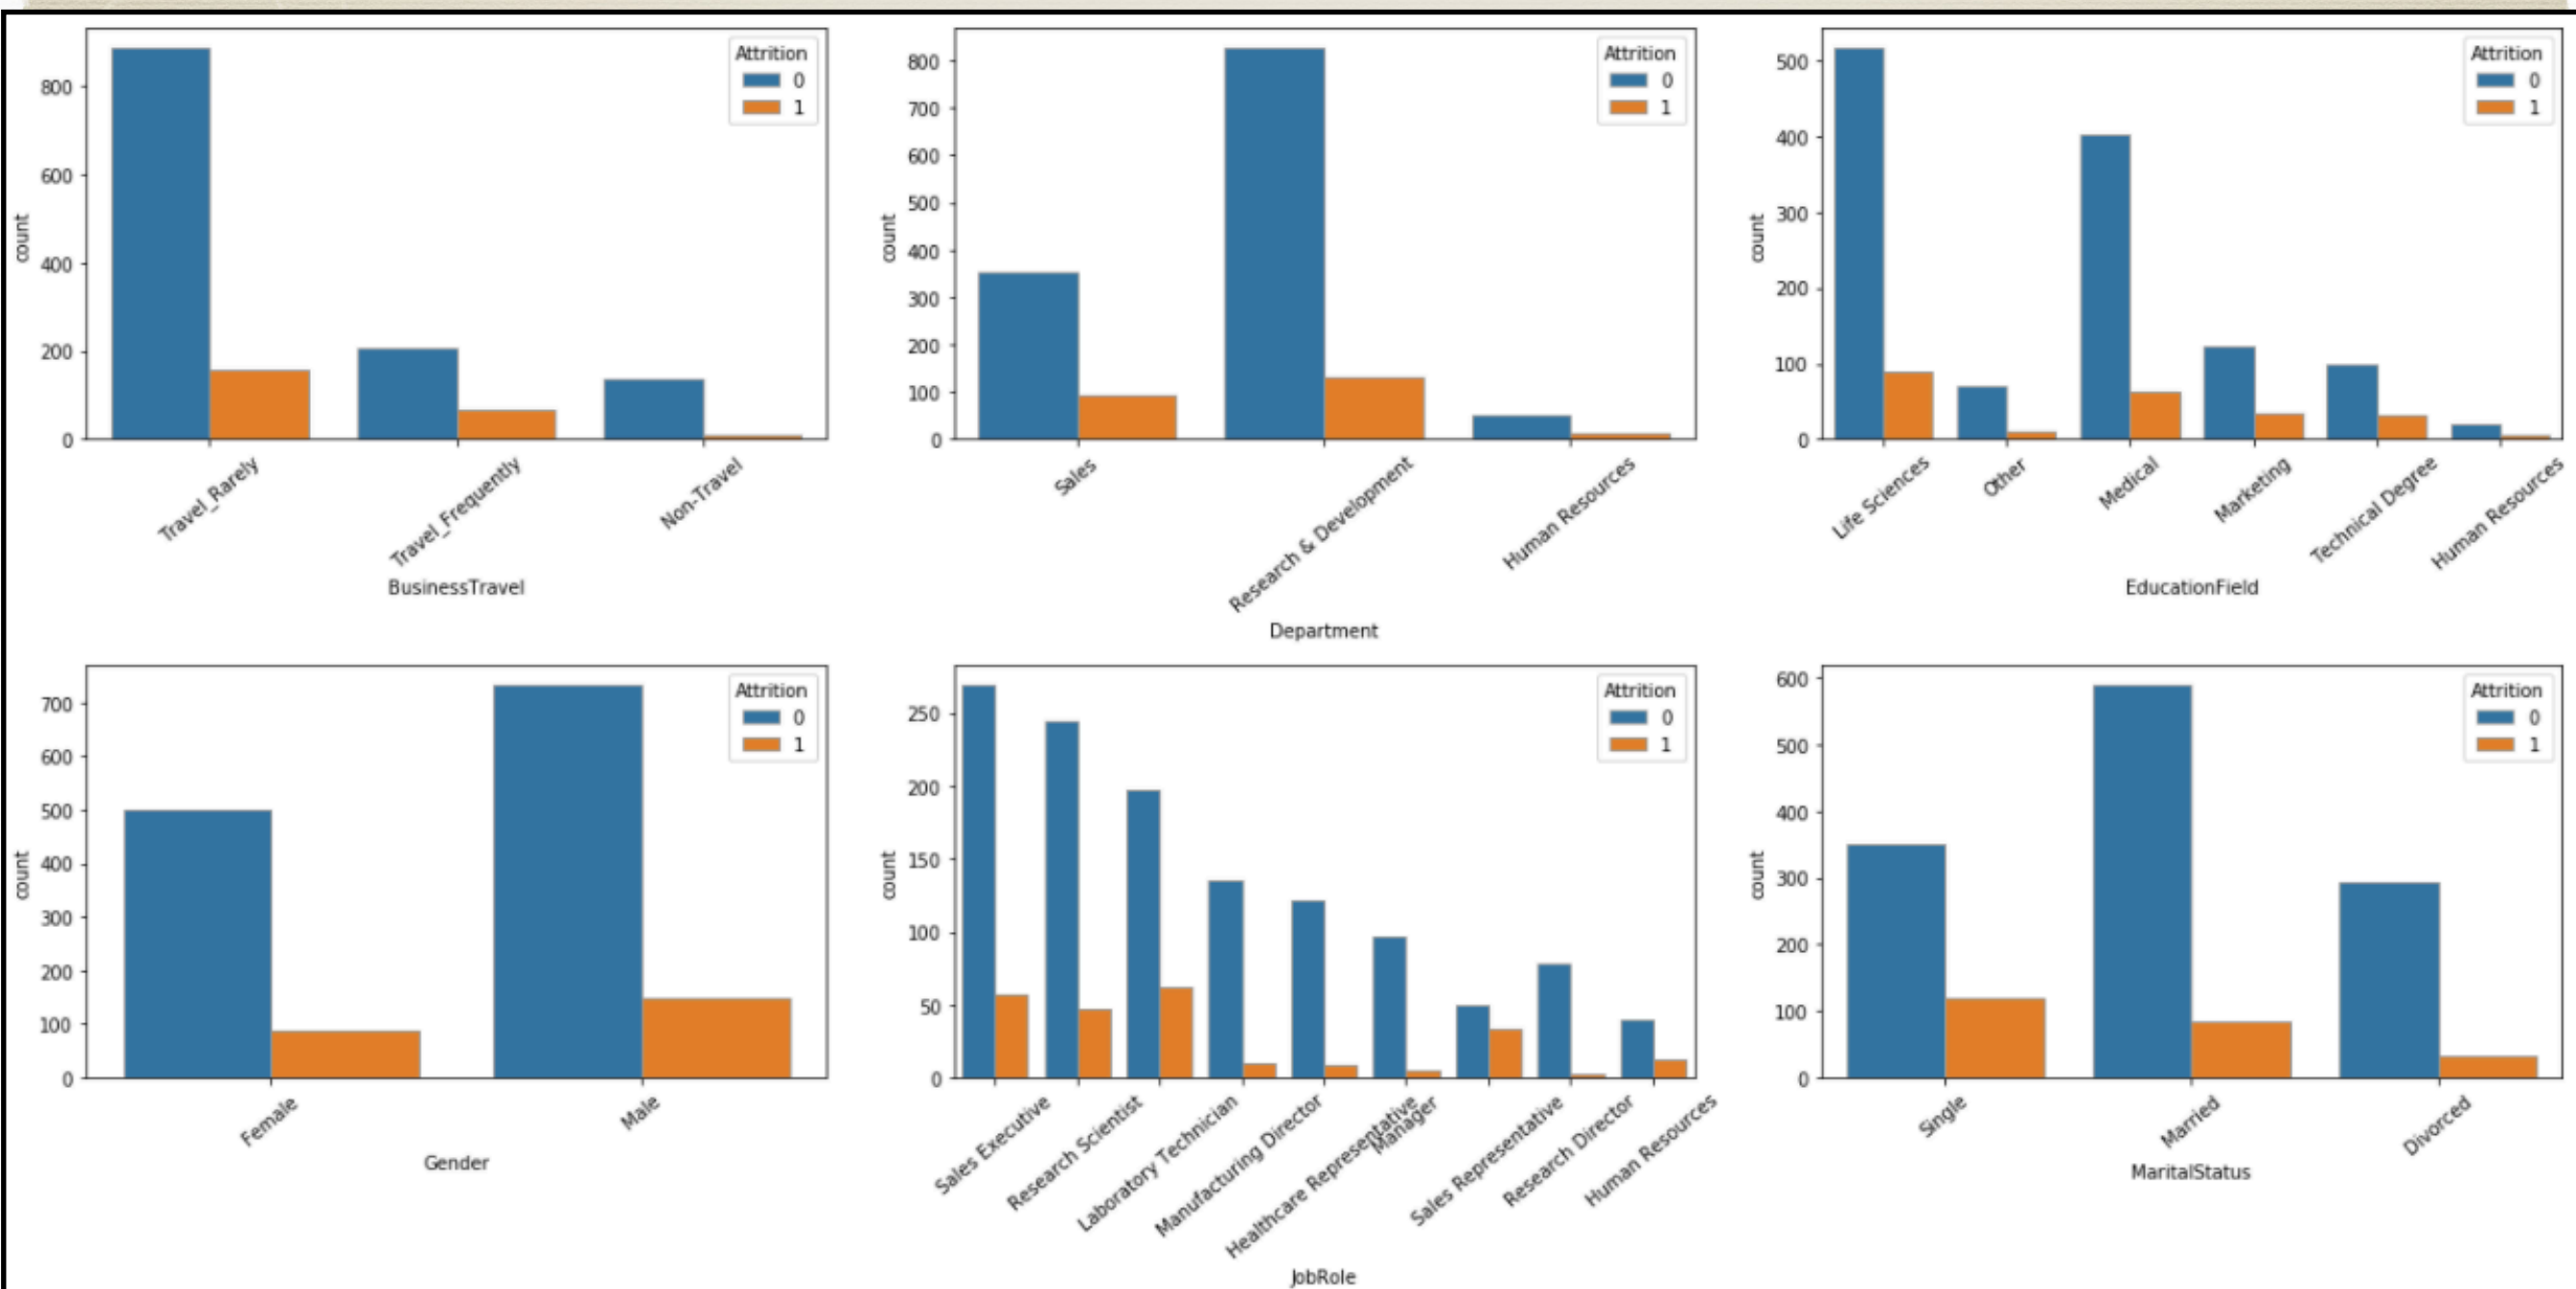 Attrition
0
1
count
800
600
400
200
0
Travel_Rarely
Travel_Frequently
Non-Travel
BusinessTravel
Attrition
0
1
count
800
700
600
500
400
300
200
100
0
Sales
Research & Development
Human Resources
Department
Attrition
0
1
count
500
400
300
200
100
0
Life Sciences
Other
Medical
Marketing
Technical Degree
Human Resources
EducationField
Attrition
0
1
count
700
600
500
400
300
200
100
0
Female
Male
Gender
Attrition
0
1
count
250
200
150
100
50
0
Sales Executive
Research Scientist
Laboratory Technician
Manufacturing Director
Healthcare Representative
Manager
Sales Representative
Research Director
Human Resources
JobRole
Attrition
0
1
count
600
500
400
300
200
100
0
Single
Married
Divorced
MaritalStatus